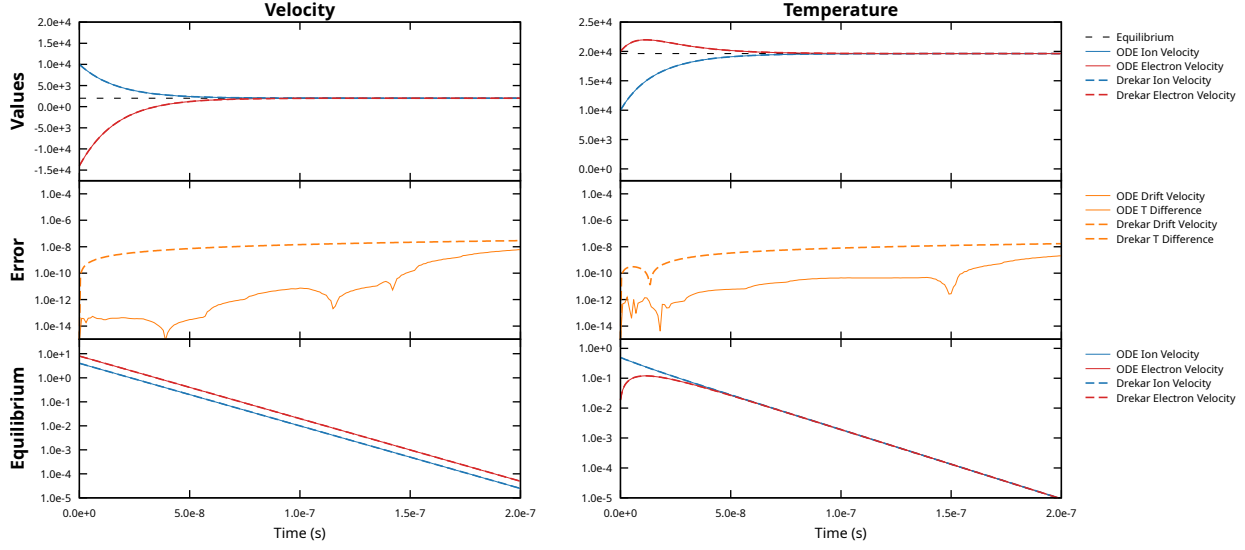 Velocity
Temperature
Values
2.0e+4
1.5e+4
1.0e+4
5.0e+3
0.0e+0
-5.0e+3
-1.0e+4
-1.5e+4
2.5e+4
2.0e+4
1.5e+4
1.0e+4
5.0e+3
0.0e+0
Equilibrium
ODE Ion Velocity
ODE Electron Velocity
Drekar Ion Velocity
Drekar Electron Velocity
Error
1.0e-4
1.0e-6
1.0e-8
1.0e-10
1.0e-12
1.0e-14
1.0e-4
1.0e-6
1.0e-8
1.0e-10
1.0e-12
1.0e-14
ODE Drift Velocity
ODE T Difference
Drekar Drift Velocity
Drekar T Difference
Equilibrium
1.0e+1
1.0e+0
1.0e-1
1.0e-2
1.0e-3
1.0e-4
1.0e-5
1.0e+0
1.0e-1
1.0e-2
1.0e-3
1.0e-4
1.0e-5
ODE Ion Velocity
ODE Electron Velocity
Drekar Ion Velocity
Drekar Electron Velocity
0.0e+0
5.0e-8
1.0e-7
1.5e-7
2.0e-7
0.0e+0
5.0e-8
1.0e-7
1.5e-7
2.0e-7
Time (s)
Time (s)